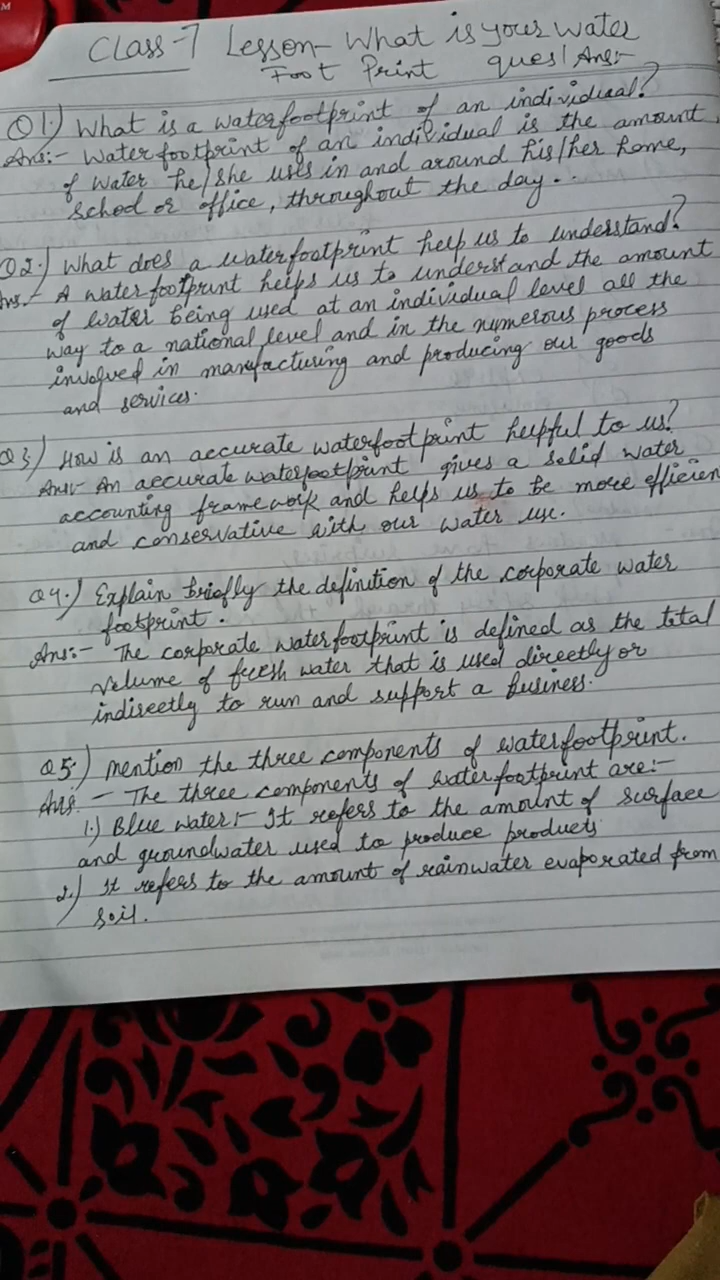 Class-7 Lesson- What is your water
Foot Print ques/Ans:-
Q1.) What is a waterfootprint of an individual?
Ans:- Waterfootprint of an individual is the amount
of water he/she uses in and around his/her home,
school or office, throughout the day...
Q2.) What does a waterfootprint help us to understand?
Ans.- A waterfootprint helps us to understand the amount
of water being used at an individual level all the
way to a national level and in the numerous process
involved in manufacturing and producing our goods
and services.
Q3.) How is an accurate waterfootprint helpful to us?
Ans:- An accurate waterfootprint gives a solid water
accounting framework and helps us to be more efficien
and conservative with our water use.
Q4.) Explain briefly the definition of the corporate water
footprint.
Ans:- The corporate waterfootprint is defined as the total
volume of fresh water that is used directly or
indirectly to run and support a business.
Q5.) mention the three components of waterfootprint.
Ans - The three components of waterfootprint are:-
1.) Blue water:- It refers to the amount of surface
and groundwater used to produce products
2.) It refers to the amount of rainwater evaporated from
soil.